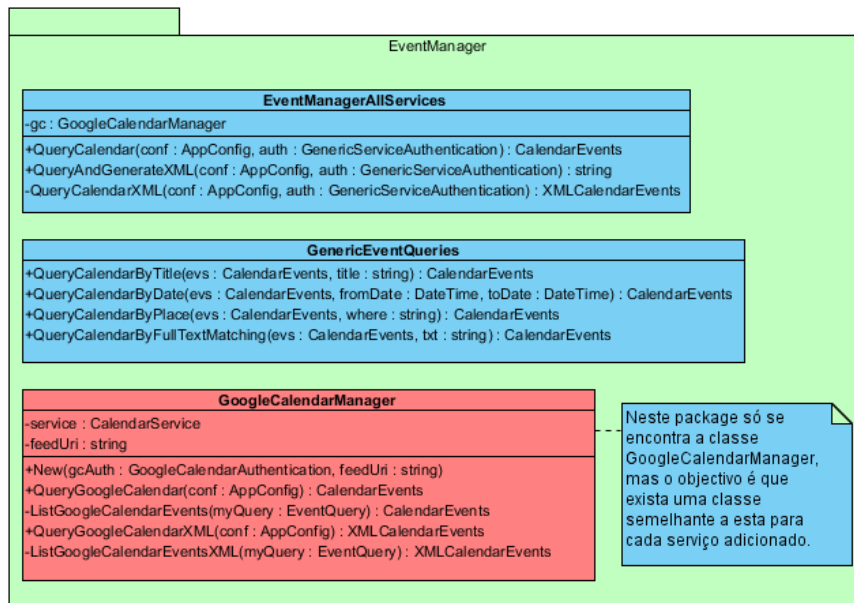 EventManager
EventManagerAllServices
-gc : GoogleCalendarManager
+QueryCalendar(conf : AppConfig, auth : GenericServiceAuthentication) : CalendarEvents
+QueryAndGenerateXML(conf : AppConfig, auth : GenericServiceAuthentication) : string
-QueryCalendarXML(conf : AppConfig, auth : GenericServiceAuthentication) : XMLCalendarEvents
GenericEventQueries
+QueryCalendarByTitle(evs : CalendarEvents, title : string) : CalendarEvents
+QueryCalendarByDate(evs : CalendarEvents, fromDate : DateTime, toDate : DateTime) : CalendarEvents
+QueryCalendarByPlace(evs : CalendarEvents, where : string) : CalendarEvents
+QueryCalendarByFullTextMatching(evs : CalendarEvents, txt : string) : CalendarEvents
GoogleCalendarManager
-service : CalendarService
-feedUri : string
+New(gcAuth : GoogleCalendarAuthentication, feedUri : string)
+QueryGoogleCalendar(conf : AppConfig) : CalendarEvents
-ListGoogleCalendarEvents(myQuery : EventQuery) : CalendarEvents
+QueryGoogleCalendarXML(conf : AppConfig) : XMLCalendarEvents
-ListGoogleCalendarEventsXML(myQuery : EventQuery) : XMLCalendarEvents
Neste package só se
encontra a classe
GoogleCalendarManager,
mas o objectivo é que
exista uma classe
semelhante a esta para
cada serviço adicionado.